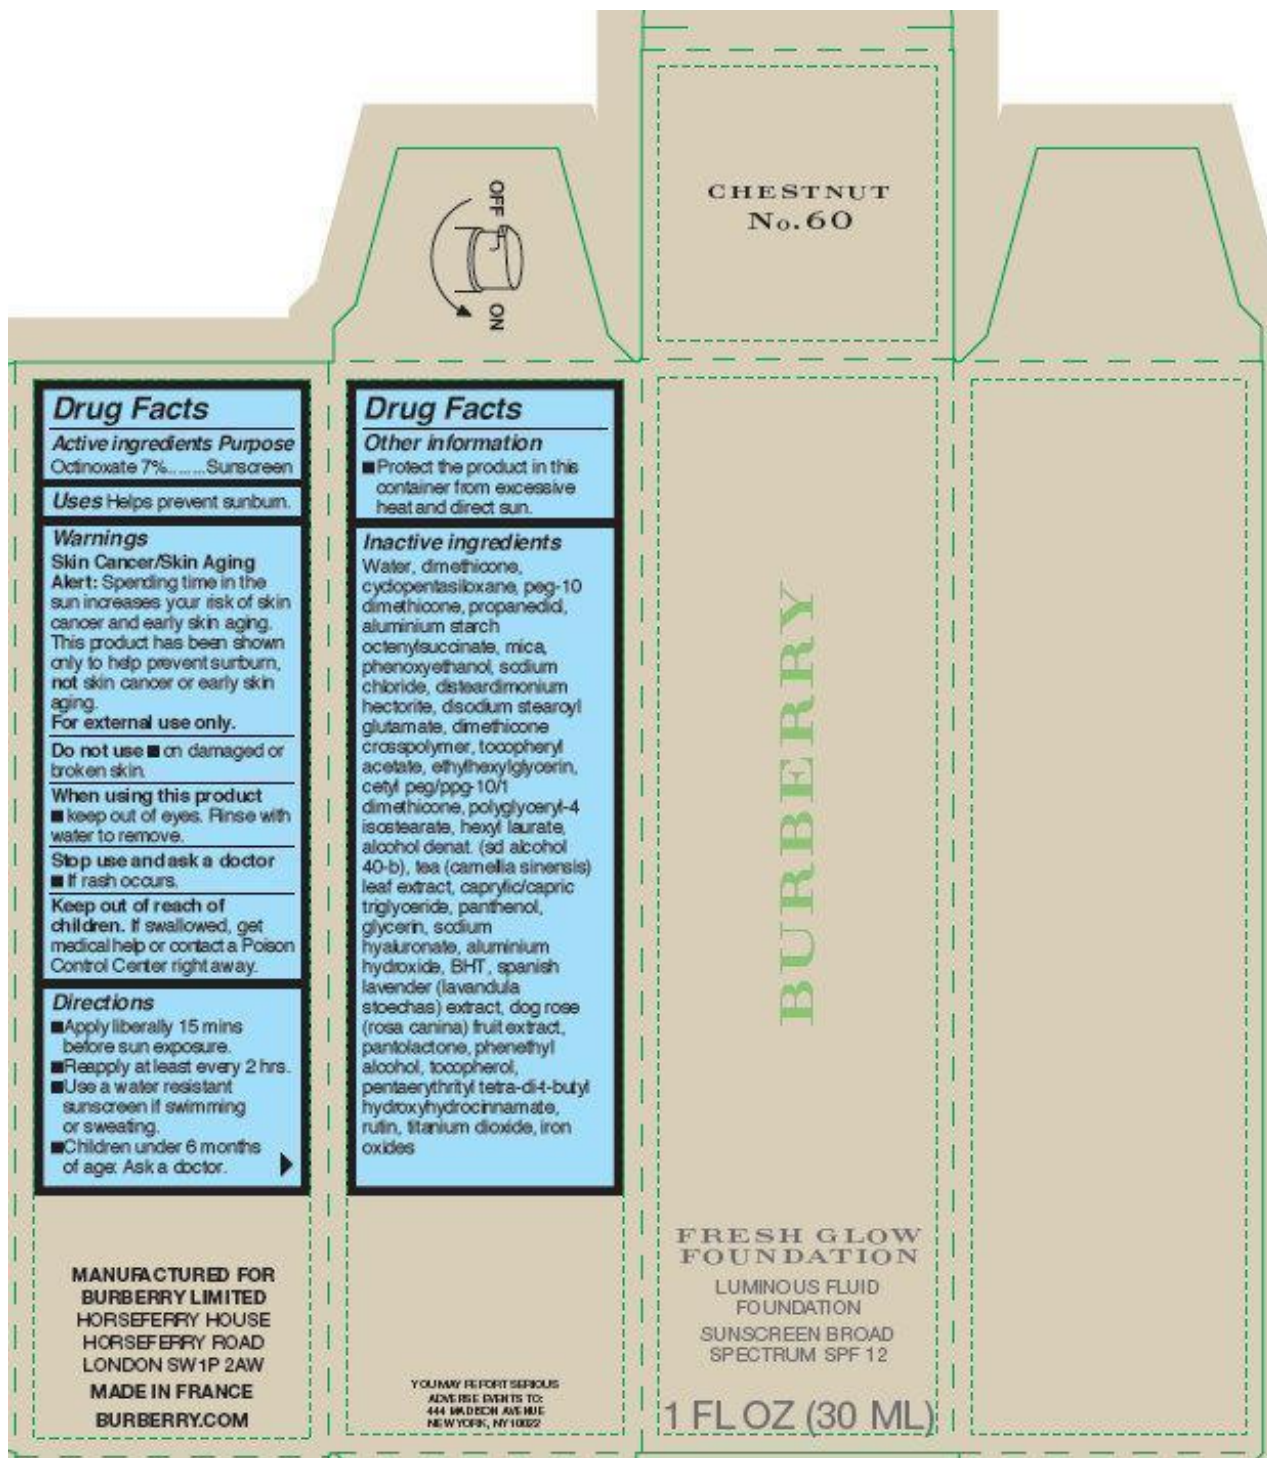 CHESTNUT
No.60
OFF
ON
Drug Facts
Active ingredients Purpose
Octinoxate 7%........Sunscreen
Uses Helps prevent sunburn.
Warnings
Skin Cancer/Skin Aging
Alert: Spending time in the
sun increases your risk of skin
cancer and early skin aging.
This product has been shown
only to help prevent sunburn,
not skin cancer or early skin
aging.
For external use only.
Do not use ■ on damaged or
broken skin.
When using this product
■ keep out of eyes. Rinse with
water to remove.
Stop use and ask a doctor
■ If rash occurs.
Keep out of reach of
children. If swallowed, get
medical help or contact a Poison
Control Center right away.
Directions
■ Apply liberally 15 mins
before sun exposure.
■ Reapply at least every 2 hrs.
■ Use a water resistant
sunscreen if swimming
or sweating.
■ Children under 6 months
of age: Ask a doctor.
MANUFACTURED FOR
BURBERRY LIMITED
HORSEFERRY HOUSE
HORSEFERRY ROAD
LONDON SW1P 2AW
MADE IN FRANCE
BURBERRY.COM
Drug Facts
Other information
■ Protect the product in this
container from excessive
heat and direct sun.
Inactive ingredients
Water, dimethicone,
cyclopentasiloxane, peg-10
dimethicone, propanediol,
aluminium starch
octenylsuccinate, mica,
phenoxyethanol, sodium
chloride, disteardimonium
hectorite, disodium stearoyl
glutamate, dimethicone
crosspolymer, tocopheryl
acetate, ethylhexylglycerin,
cetyl peg/ppg-10/1
dimethicone, polyglyceryl-4
isostearate, hexyl laurate,
alcohol denat. (sd alcohol
40-b), tea (camellia sinensis)
leaf extract, caprylic/capric
triglyceride, panthenol,
glycerin, sodium
hyaluronate, aluminium
hydroxide, BHT, spanish
lavender (lavandula
stoechas) extract, dog rose
(rosa canina) fruit extract,
pantolactone, phenethyl
alcohol, tocopherol,
pentaerythrityl tetra-di-t-butyl
hydroxyhydrocinnamate,
rutin, titanium dioxide, iron
oxides
YOU MAY REPORT SERIOUS
ADVERSE EVENTS TO:
444 MADISON AVENUE
NEW YORK, NY 10022
BURBERRY
FRESH GLOW
FOUNDATION
LUMINOUS FLUID
FOUNDATION
SUNSCREEN BROAD
SPECTRUM SPF 12
1 FL OZ (30 ML)